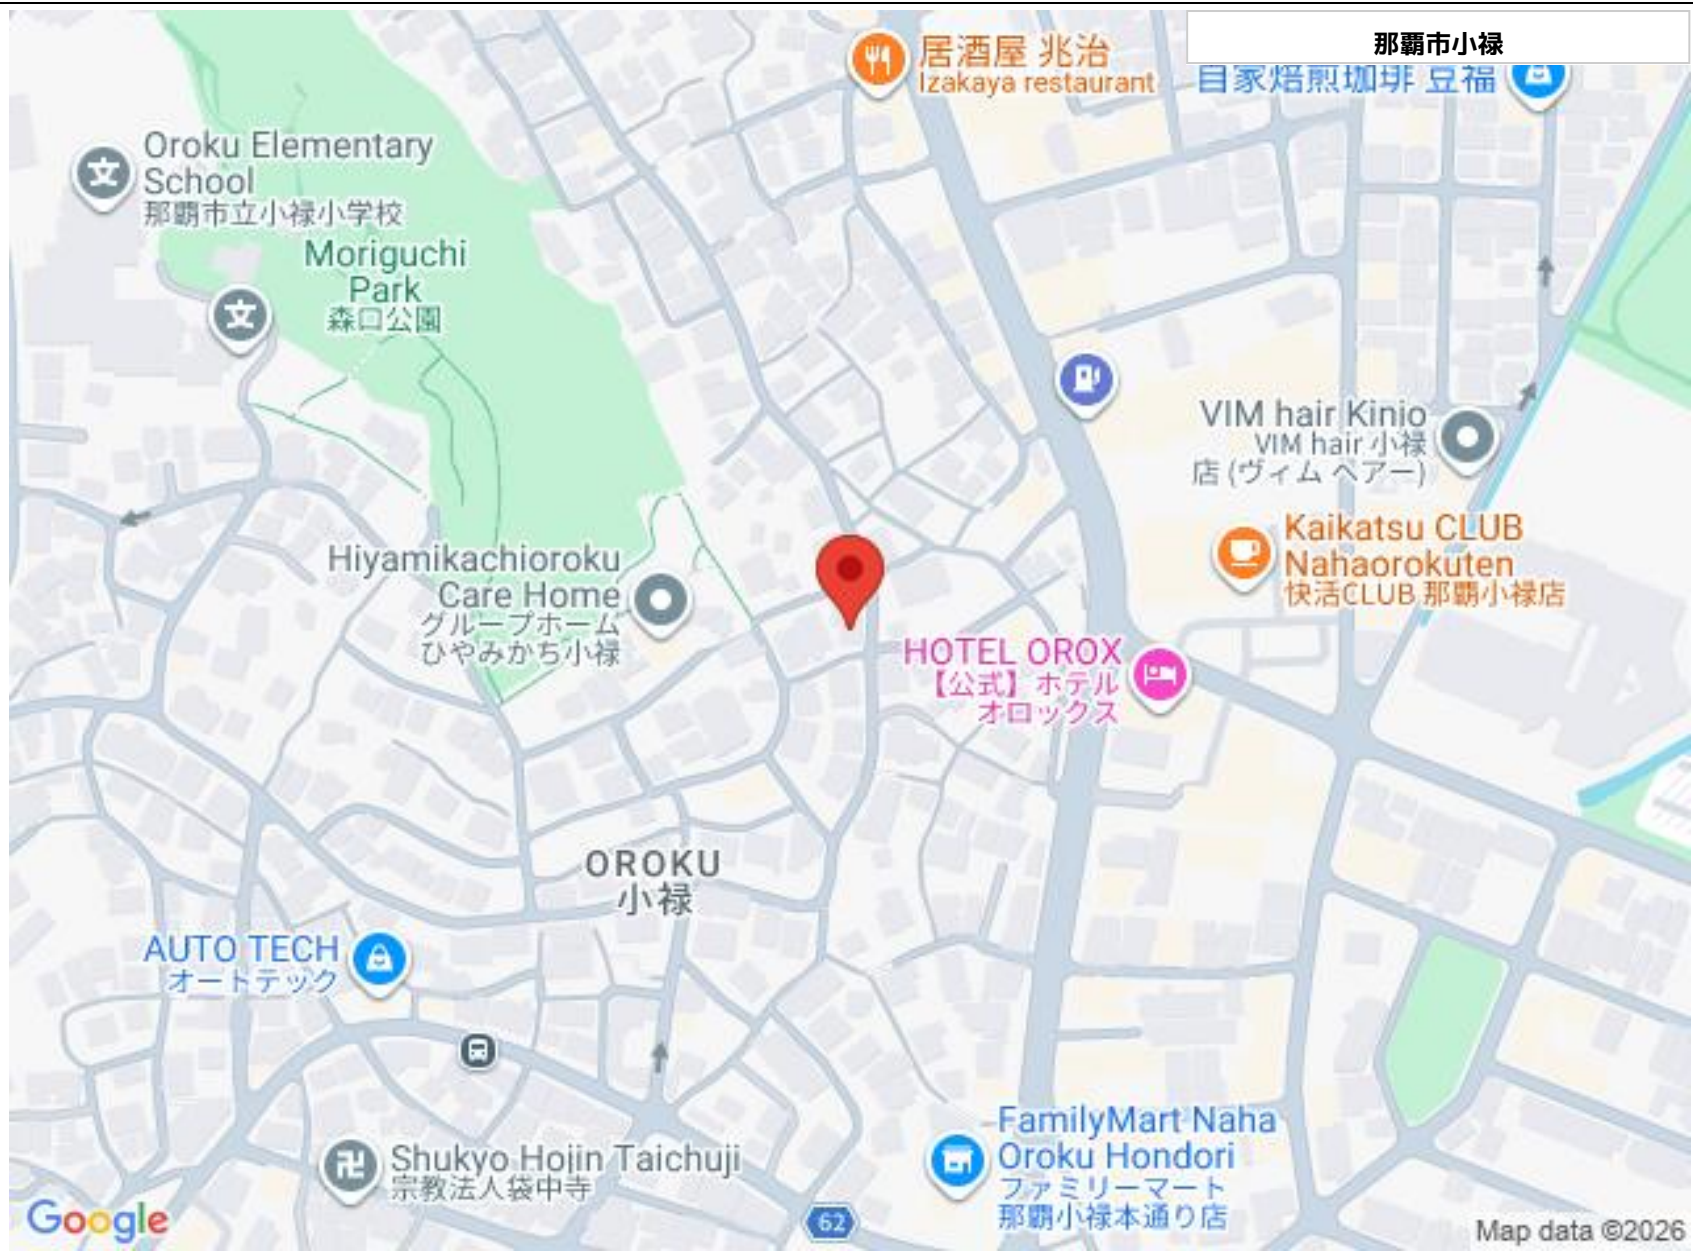 那覇市小禄
居酒屋 兆治
Izakaya restaurant
自家焙煎珈琲 豆福
Oroku Elementary
School
那覇市立小禄小学校
文
Moriguchi
Park
森口公園
文
VIM hair Kinjo
VIM hair 小禄
店 (ヴィム ヘアー)
Kaikatsu CLUB
Nahaorokuten
快活CLUB 那覇小禄店
Hiyamikachioroku
Care Home
グループホーム
ひやみかち小禄
HOTEL OROX
【公式】ホテル
オロックス
OROKU
小禄
AUTO TECH
オートテック
Shukyo Hojin Taichuji
宗教法人袋中寺
卍
FamilyMart Naha
Oroku Hondori
ファミリーマート
那覇小禄本通り店
62
Google
Map data ©2026